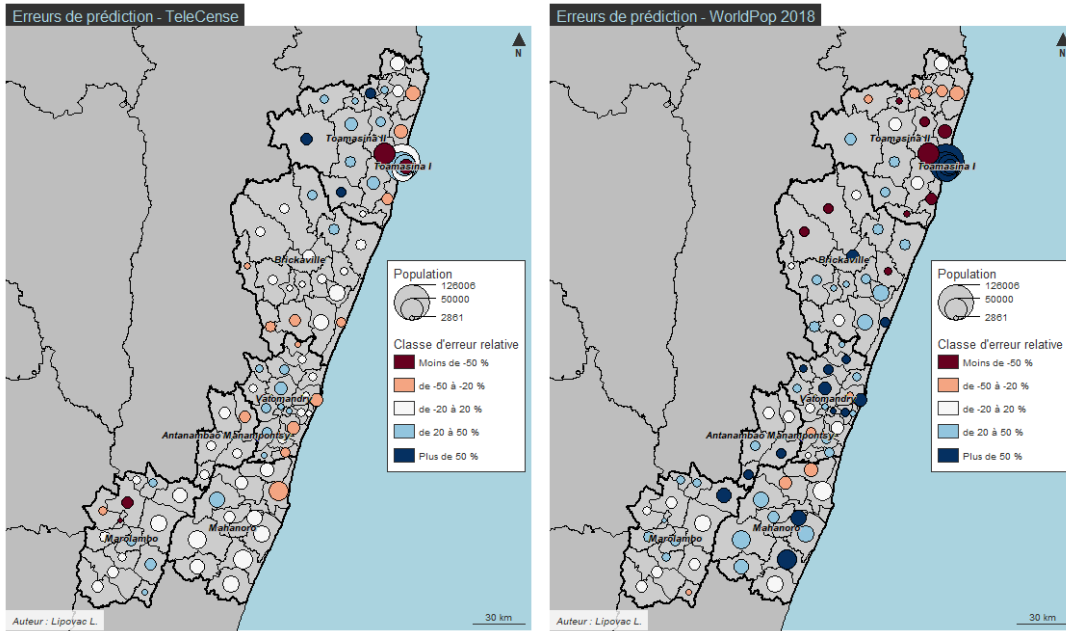 Erreurs de prédiction - TeleCense
N
Toamasina II
Toamasina I
Brickaville
Vatomandry
Antanambao Manampontsy
Mahanoro
Marolambo
Population
126006
50000
2861
Classe d'erreur relative
Moins de -50 %
de -50 à -20 %
de -20 à 20 %
de 20 à 50 %
Plus de 50 %
Auteur : Lipovac L.
30 km
Erreurs de prédiction - WorldPop 2018
N
Toamasina II
Toamasina I
Brickaville
Vatomandry
Antanambao Manampontsy
Mahanoro
Marolambo
Population
126006
50000
2861
Classe d'erreur relative
Moins de -50 %
de -50 à -20 %
de -20 à 20 %
de 20 à 50 %
Plus de 50 %
Auteur : Lipovac L.
30 km